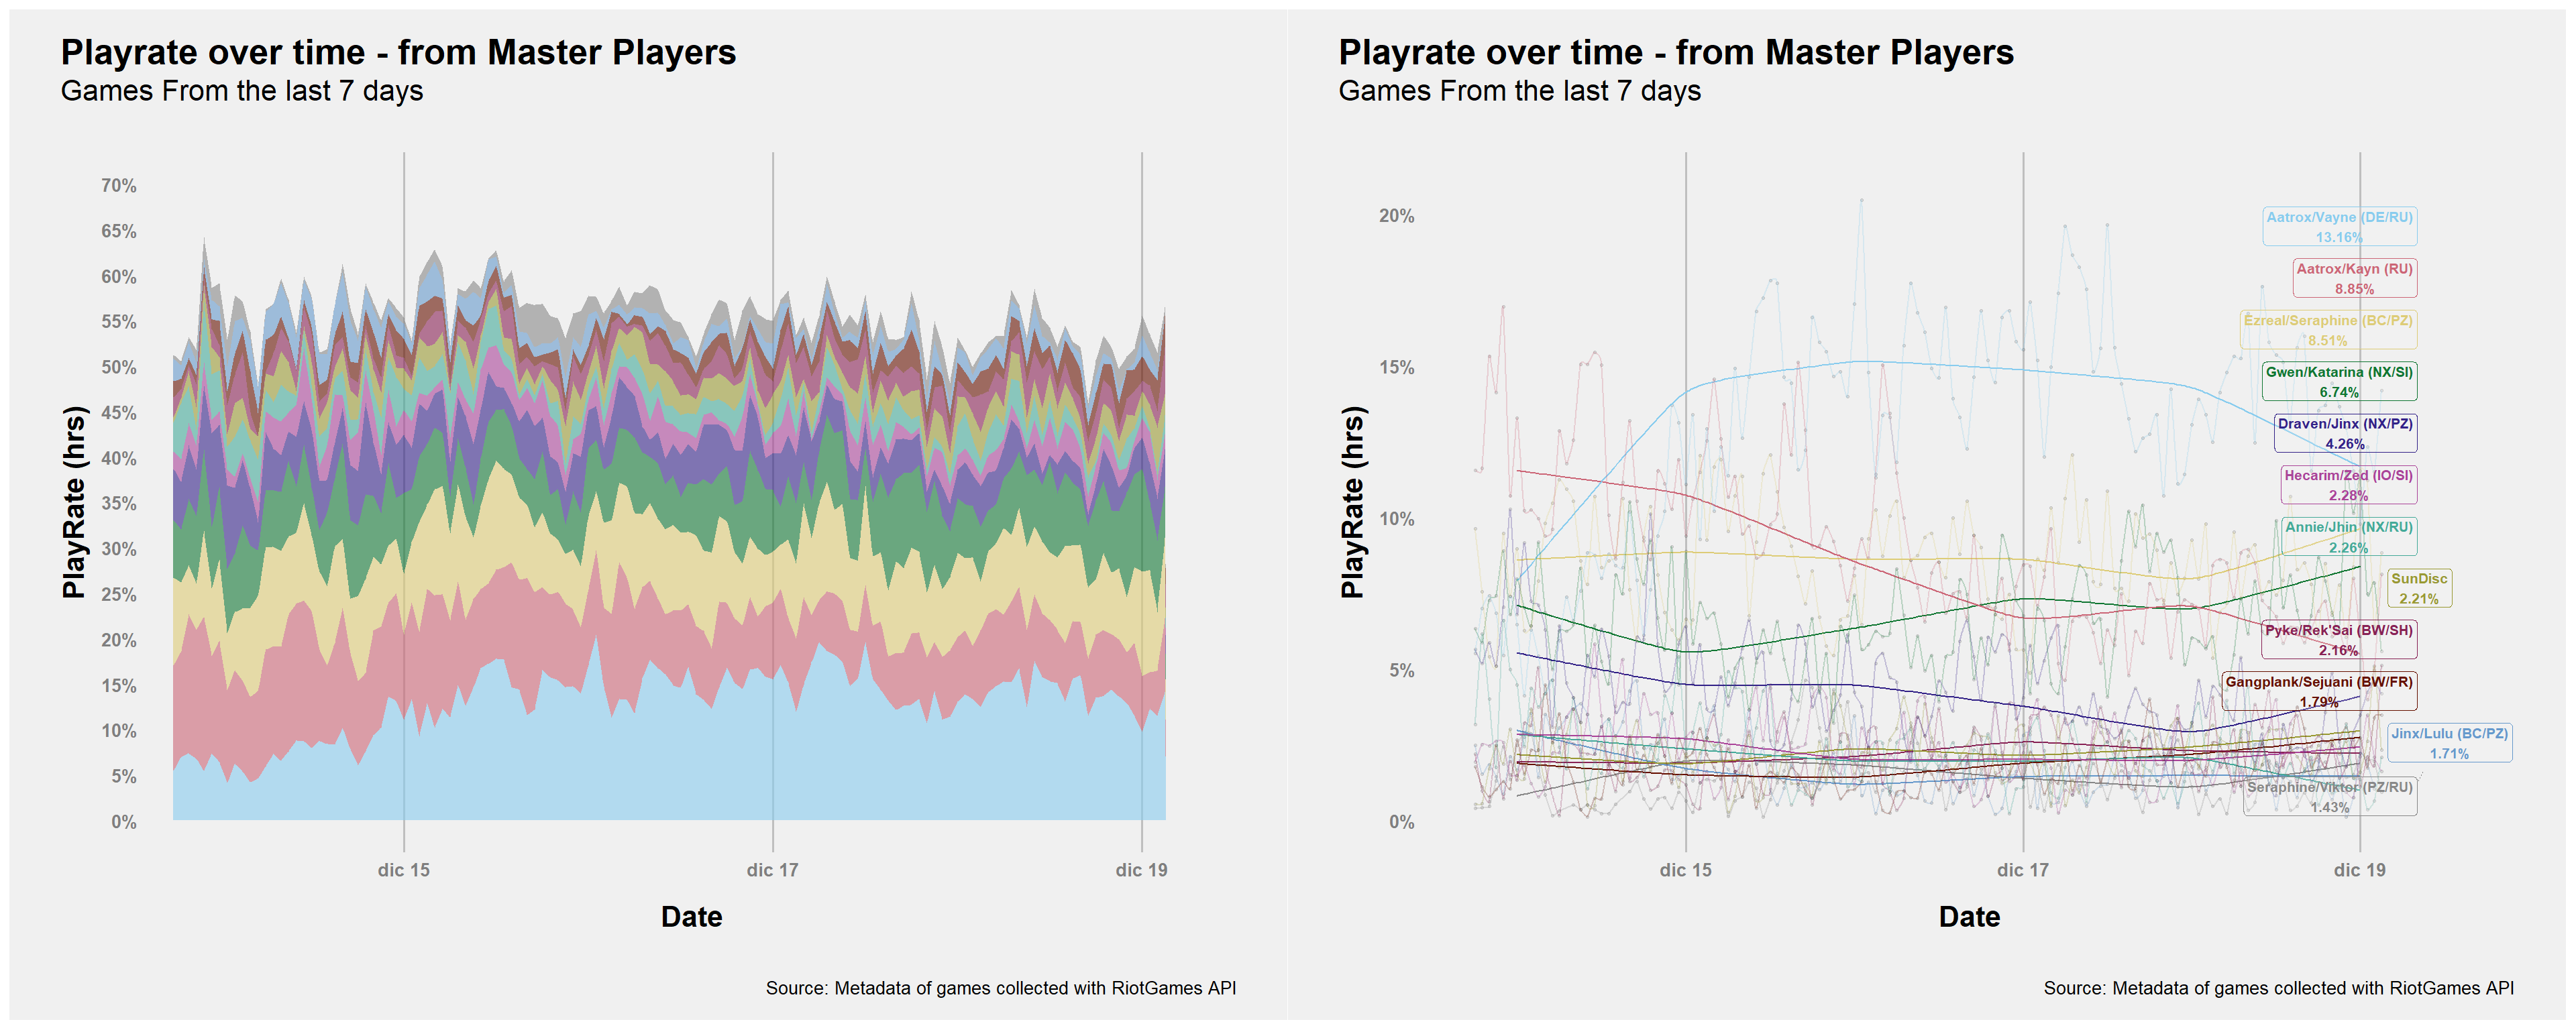 Playrate over time - from Master Players
Games From the last 7 days
70%
65%
60%
55%
50%
45%
40%
35%
30%
25%
20%
15%
10%
5%
0%
PlayRate (hrs)
dic 15
dic 17
dic 19
Date
Source: Metadata of games collected with RiotGames API
Playrate over time - from Master Players
Games From the last 7 days
20%
15%
10%
5%
0%
PlayRate (hrs)
Aatrox/Vayne (DE/RU)
13.16%
Aatrox/Kayn (RU)
8.85%
Ezreal/Seraphine (BC/PZ)
8.51%
Gwen/Katarina (NX/SI)
6.74%
Draven/Jinx (NX/PZ)
4.26%
Hecarim/Zed (IO/SI)
2.28%
Annie/Jhin (NX/RU)
2.26%
SunDisc
2.21%
Pyke/Rek'Sai (BW/SH)
2.16%
Gangplank/Sejuani (BW/FR)
1.79%
Jinx/Lulu (BC/PZ)
1.71%
Seraphine/Viktor (PZ/RU)
1.43%
dic 15
dic 17
dic 19
Date
Source: Metadata of games collected with RiotGames API